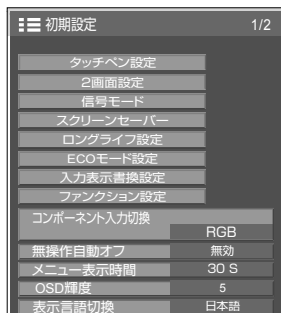 初期設定 1/2
タッチペン設定
2画面設定
信号モード
スクリーンセーバー
ロングライフ設定
ECOモード設定
入力表示書換設定
ファンクション設定
コンポーネント入力切換
RGB
無操作自動オフ 無効
メニュー表示時間 30 S
OSD輝度 5
表示言語切換 日本語